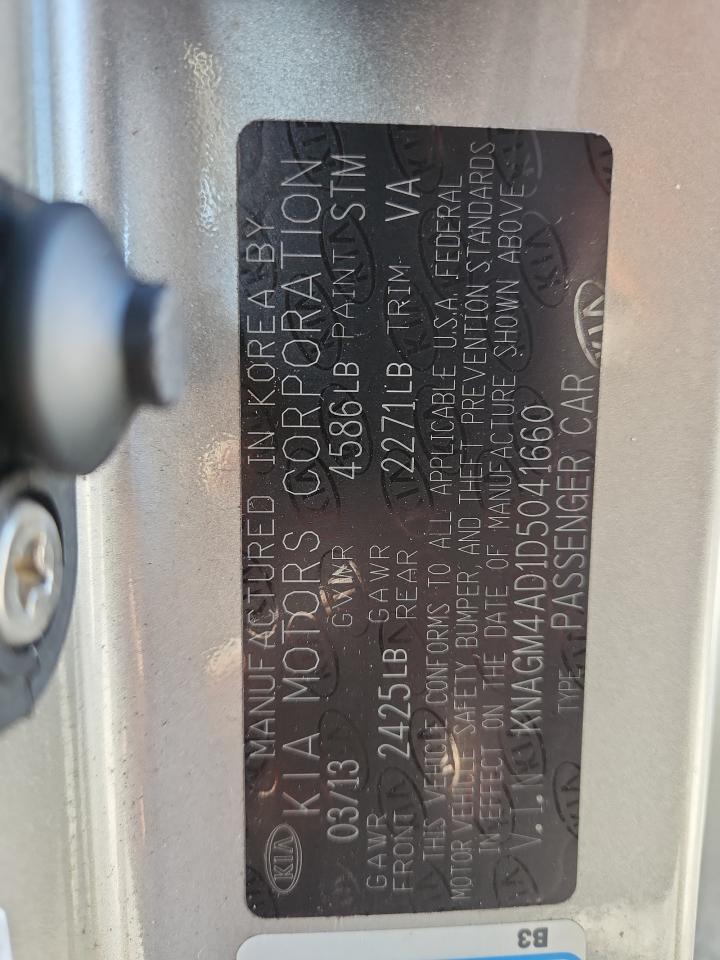 MANUFACTURED IN KOREA BY
KIA KIA MOTORS CORPORATION
03/13 GVWR 4586LB PAINT STM
GAWR FRONT 2425LB GAWR REAR 2271LB TRIM VA
THIS VEHICLE CONFORMS TO ALL APPLICABLE U.S.A. FEDERAL
MOTOR VEHICLE SAFETY, BUMPER, AND THEFT PREVENTION STANDARDS
IN EFFECT ON THE DATE OF MANUFACTURE SHOWN ABOVE.
V.I.N. KNAGM4AD1D5041660
TYPE: PASSENGER CAR KIA
B3